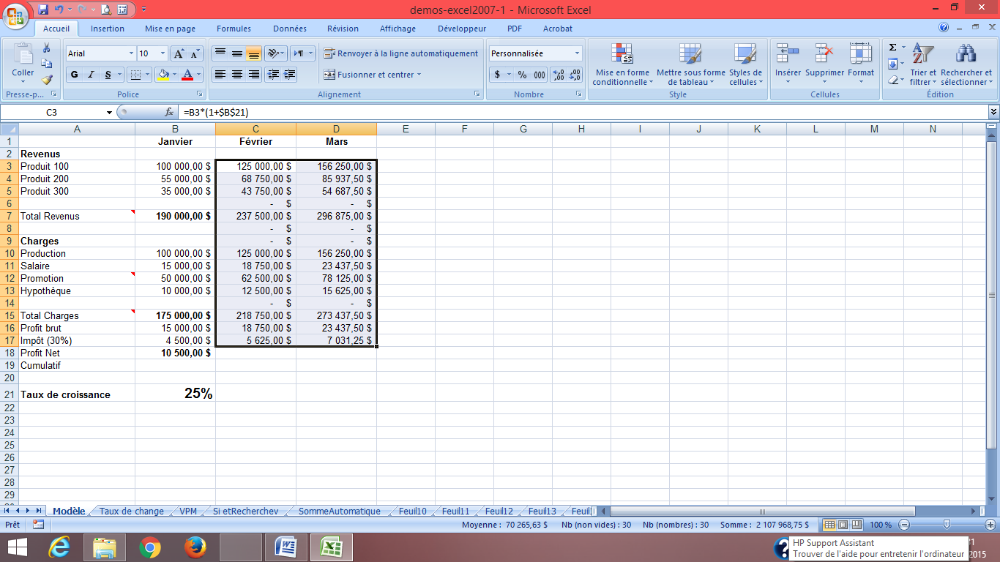 demos-excel2007-1 - Microsoft Excel
Accueil Insertion Mise en page Formules Données Révision Affichage Développeur PDF Acrobat
Coller
Presse-p...
Arial 10
G I S
Police
Renvoyer à la ligne automatiquement
Fusionner et centrer
Alignement
Personnalisée
$ % 000
Nombre
Mise en forme conditionnelle
Mettre sous forme de tableau
Styles de cellules
Style
Insérer Supprimer Format
Cellules
Trier et filtrer
Rechercher et sélectionner
Édition
C3 fx =B3*(1+$B$21)
A B C D E F G H I J K L M N
1 Janvier Février Mars
2 Revenus
3 Produit 100 100 000,00 $ 125 000,00 $ 156 250,00 $
4 Produit 200 55 000,00 $ 68 750,00 $ 85 937,50 $
5 Produit 300 35 000,00 $ 43 750,00 $ 54 687,50 $
6 - $ - $
7 Total Revenus 190 000,00 $ 237 500,00 $ 296 875,00 $
8 - $ - $
9 Charges - $ - $
10 Production 100 000,00 $ 125 000,00 $ 156 250,00 $
11 Salaire 15 000,00 $ 18 750,00 $ 23 437,50 $
12 Promotion 50 000,00 $ 62 500,00 $ 78 125,00 $
13 Hypothèque 10 000,00 $ 12 500,00 $ 15 625,00 $
14 - $ - $
15 Total Charges 175 000,00 $ 218 750,00 $ 273 437,50 $
16 Profit brut 15 000,00 $ 18 750,00 $ 23 437,50 $
17 Impôt (30%) 4 500,00 $ 5 625,00 $ 7 031,25 $
18 Profit Net 10 500,00 $
19 Cumulatif
20
21 Taux de croissance 25%
22
23
24
25
26
27
28
29
Modèle Taux de change VPM Si etRecherchev SommeAutomatique Feuil10 Feuil11 Feuil12 Feuil13
Prêt Moyenne : 70 265,63 $ Nb (non vides) : 30 Nb (nombres) : 30 Somme : 2 107 968,75 $ 100 %
HP Support Assistant
Trouver de l'aide pour entretenir l'ordinateur 2015